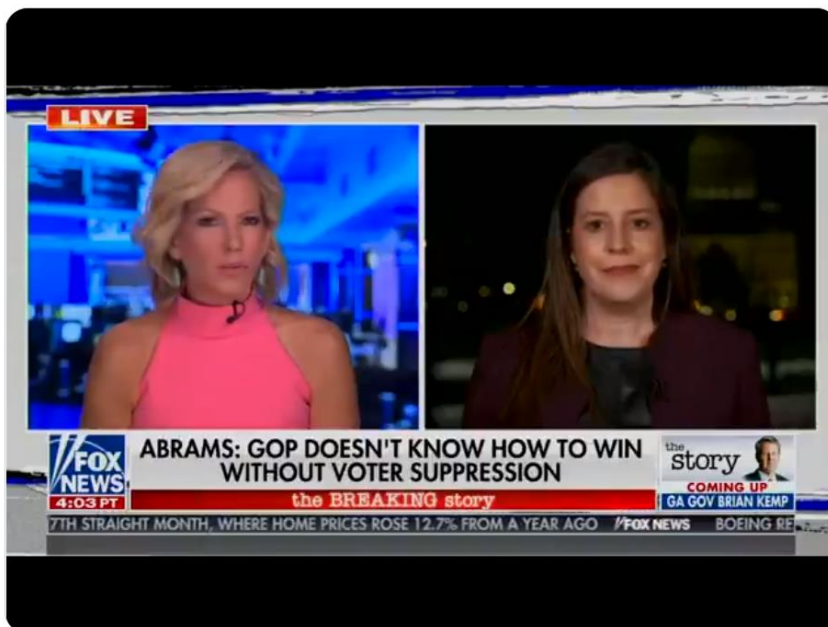 LIVE
ABRAMS: GOP DOESN'T KNOW HOW TO WIN
WITHOUT VOTER SUPPRESSION
the BREAKING story
FOX
NEWS
4:03 PT
the
story
COMING UP
GA GOV BRIAN KEMP
7TH STRAIGHT MONTH, WHERE HOME PRICES ROSE 12.7% FROM A YEAR AGO FOX NEWS BOEING